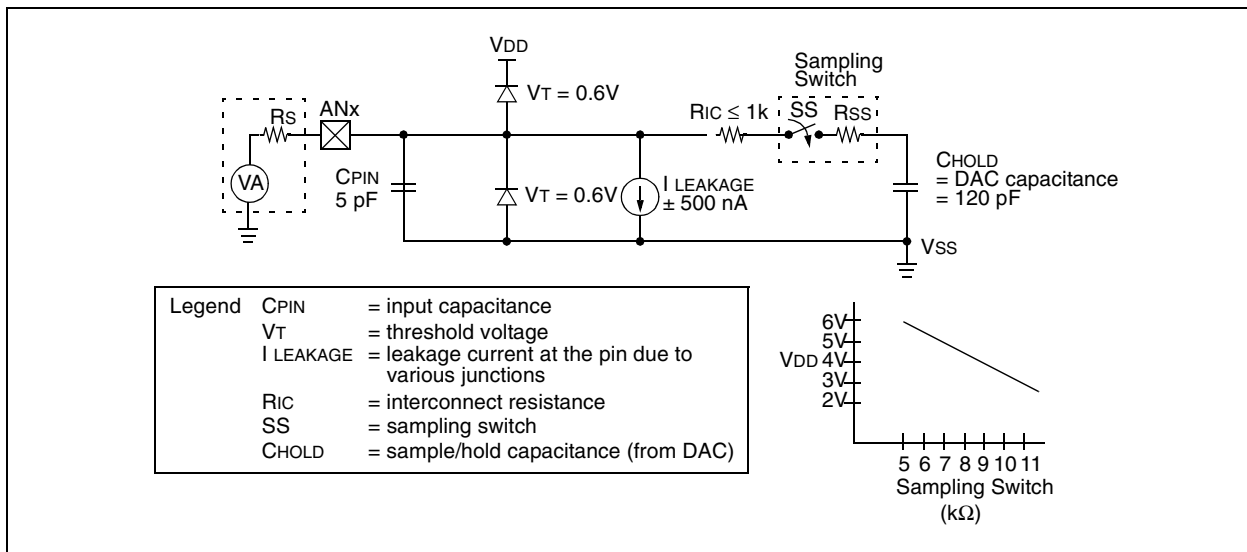 VDD
VT = 0.6V
ANx
RS
VA
CPIN
5 pF
VT = 0.6V
I LEAKAGE
± 500 nA
RIC ≤ 1k
Sampling
Switch
SS
RSS
CHOLD
= DAC capacitance
= 120 pF
VSS
Legend CPIN = input capacitance
VT = threshold voltage
I LEAKAGE = leakage current at the pin due to
various junctions
RIC = interconnect resistance
SS = sampling switch
CHOLD = sample/hold capacitance (from DAC)
6V
5V
VDD 4V
3V
2V
5 6 7 8 9 10 11
Sampling Switch
(kΩ)